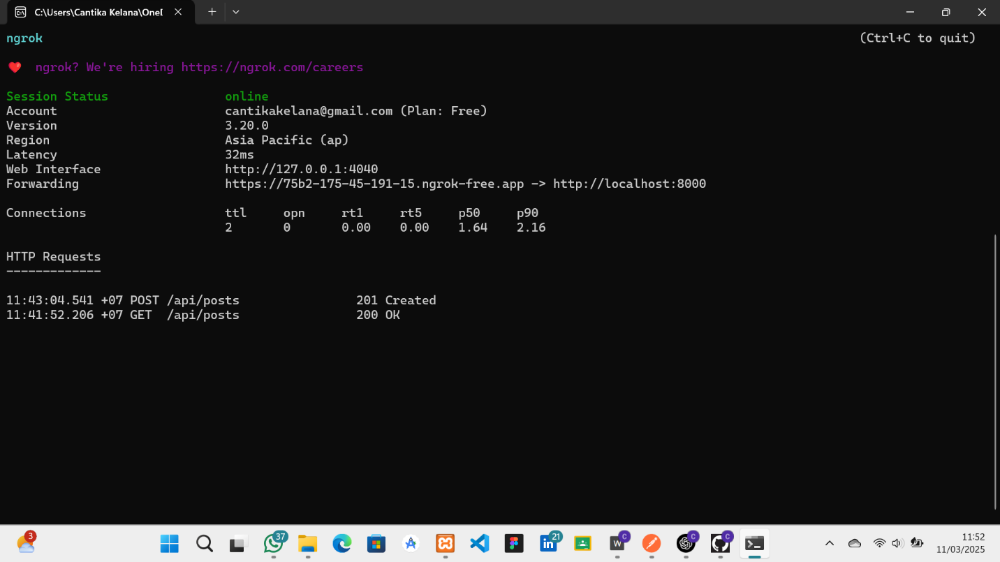 C:\Users\Cantika Kelana\OneD
ngrok (Ctrl+C to quit)
❤️ ngrok? We're hiring https://ngrok.com/careers
Session Status online
Account cantikakelana@gmail.com (Plan: Free)
Version 3.20.0
Region Asia Pacific (ap)
Latency 32ms
Web Interface http://127.0.0.1:4040
Forwarding https://75b2-175-45-191-15.ngrok-free.app -> http://localhost:8000
Connections ttl opn rt1 rt5 p50 p90
2 0 0.00 0.00 1.64 2.16
HTTP Requests
-------------
11:43:04.541 +07 POST /api/posts 201 Created
11:41:52.206 +07 GET /api/posts 200 OK
3
37
21
W C
C
C
11:52
11/03/2025